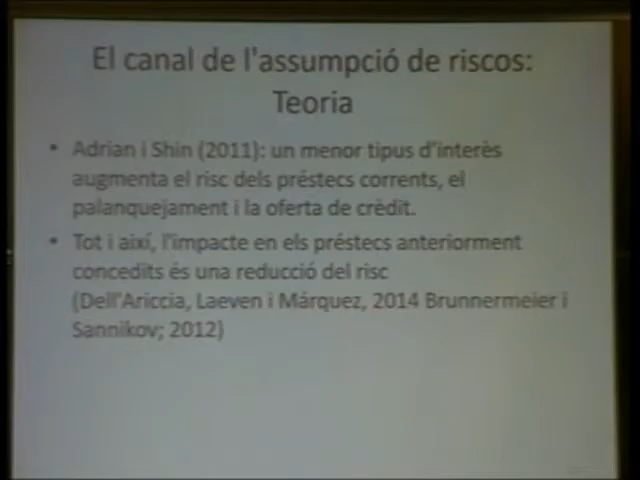 El canal de l'assumpció de riscos:
Teoria
• Adrian i Shin (2011): un menor tipus d'interès
augmenta el risc dels préstecs corrents, el
palanquejament i la oferta de crèdit.
• Tot i així, l'impacte en els préstecs anteriorment
concedits és una reducció del risc
(Dell'Ariccia, Laeven i Márquez, 2014 Brunnermeier i
Sannikov; 2012)